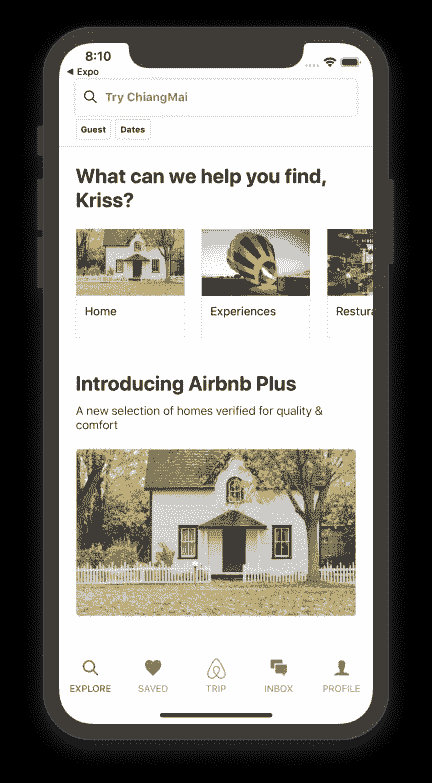 8:10
◀ Expo
Try ChiangMai
Guest Dates
What can we help you find,
Kriss?
Home Experiences Restura
Introducing Airbnb Plus
A new selection of homes verified for quality &
comfort
EXPLORE SAVED TRIP INBOX PROFILE